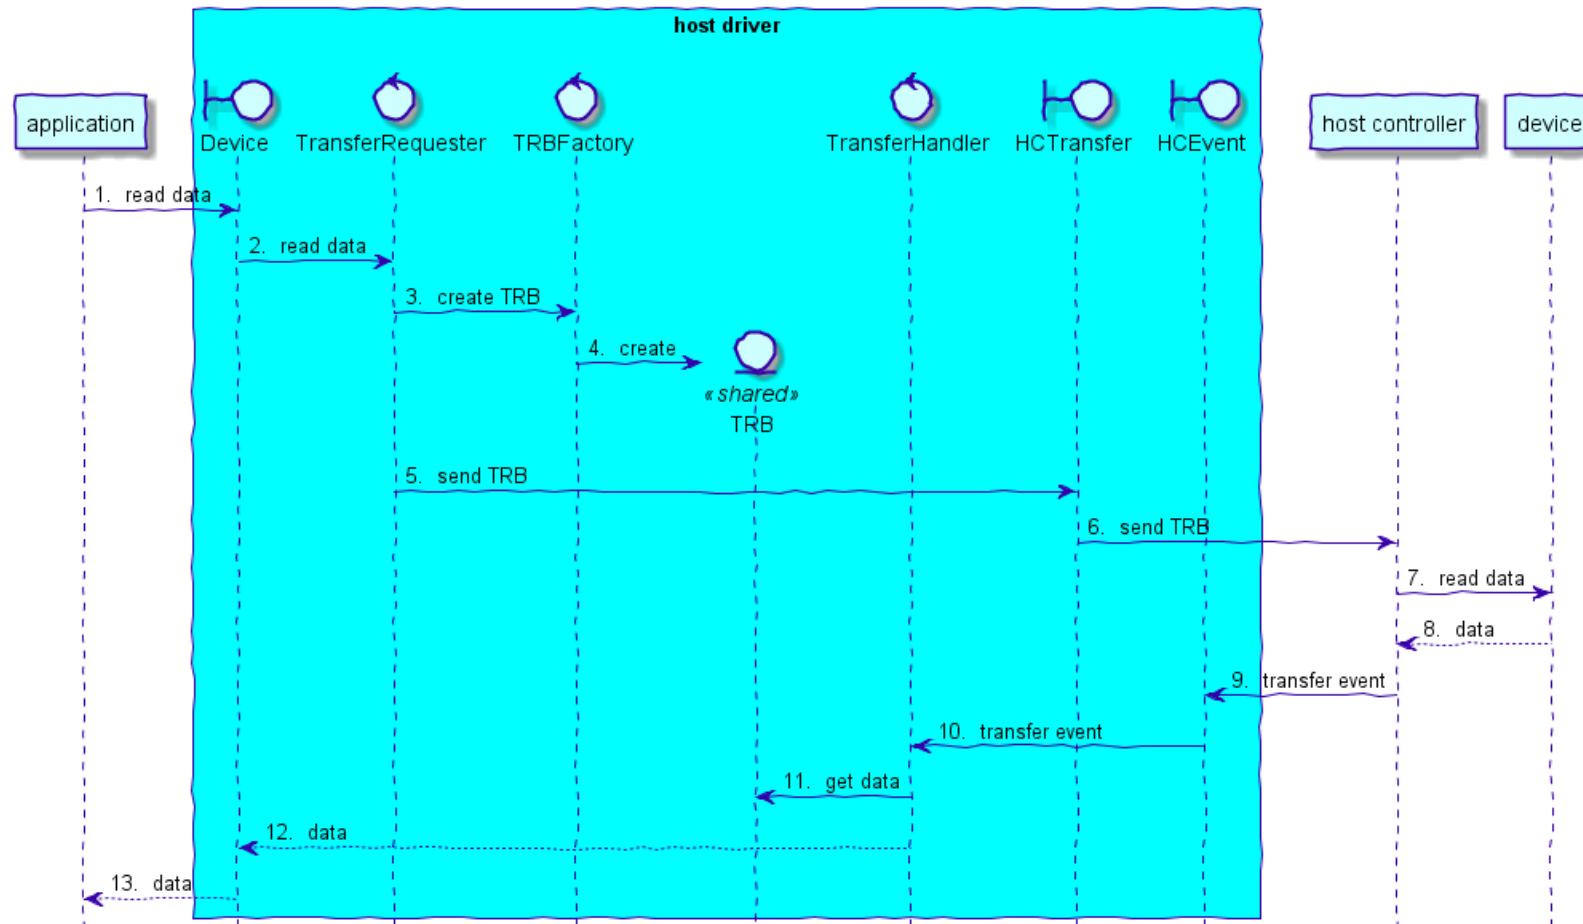 host driver
application
Device
TransferRequester
TRBFactory
TransferHandler
HCTransfer
HCEvent
host controller
device
1. read data
2. read data
3. create TRB
4. create
«shared»
TRB
5. send TRB
6. send TRB
7. read data
8. data
9. transfer event
10. transfer event
11. get data
12. data
13. data